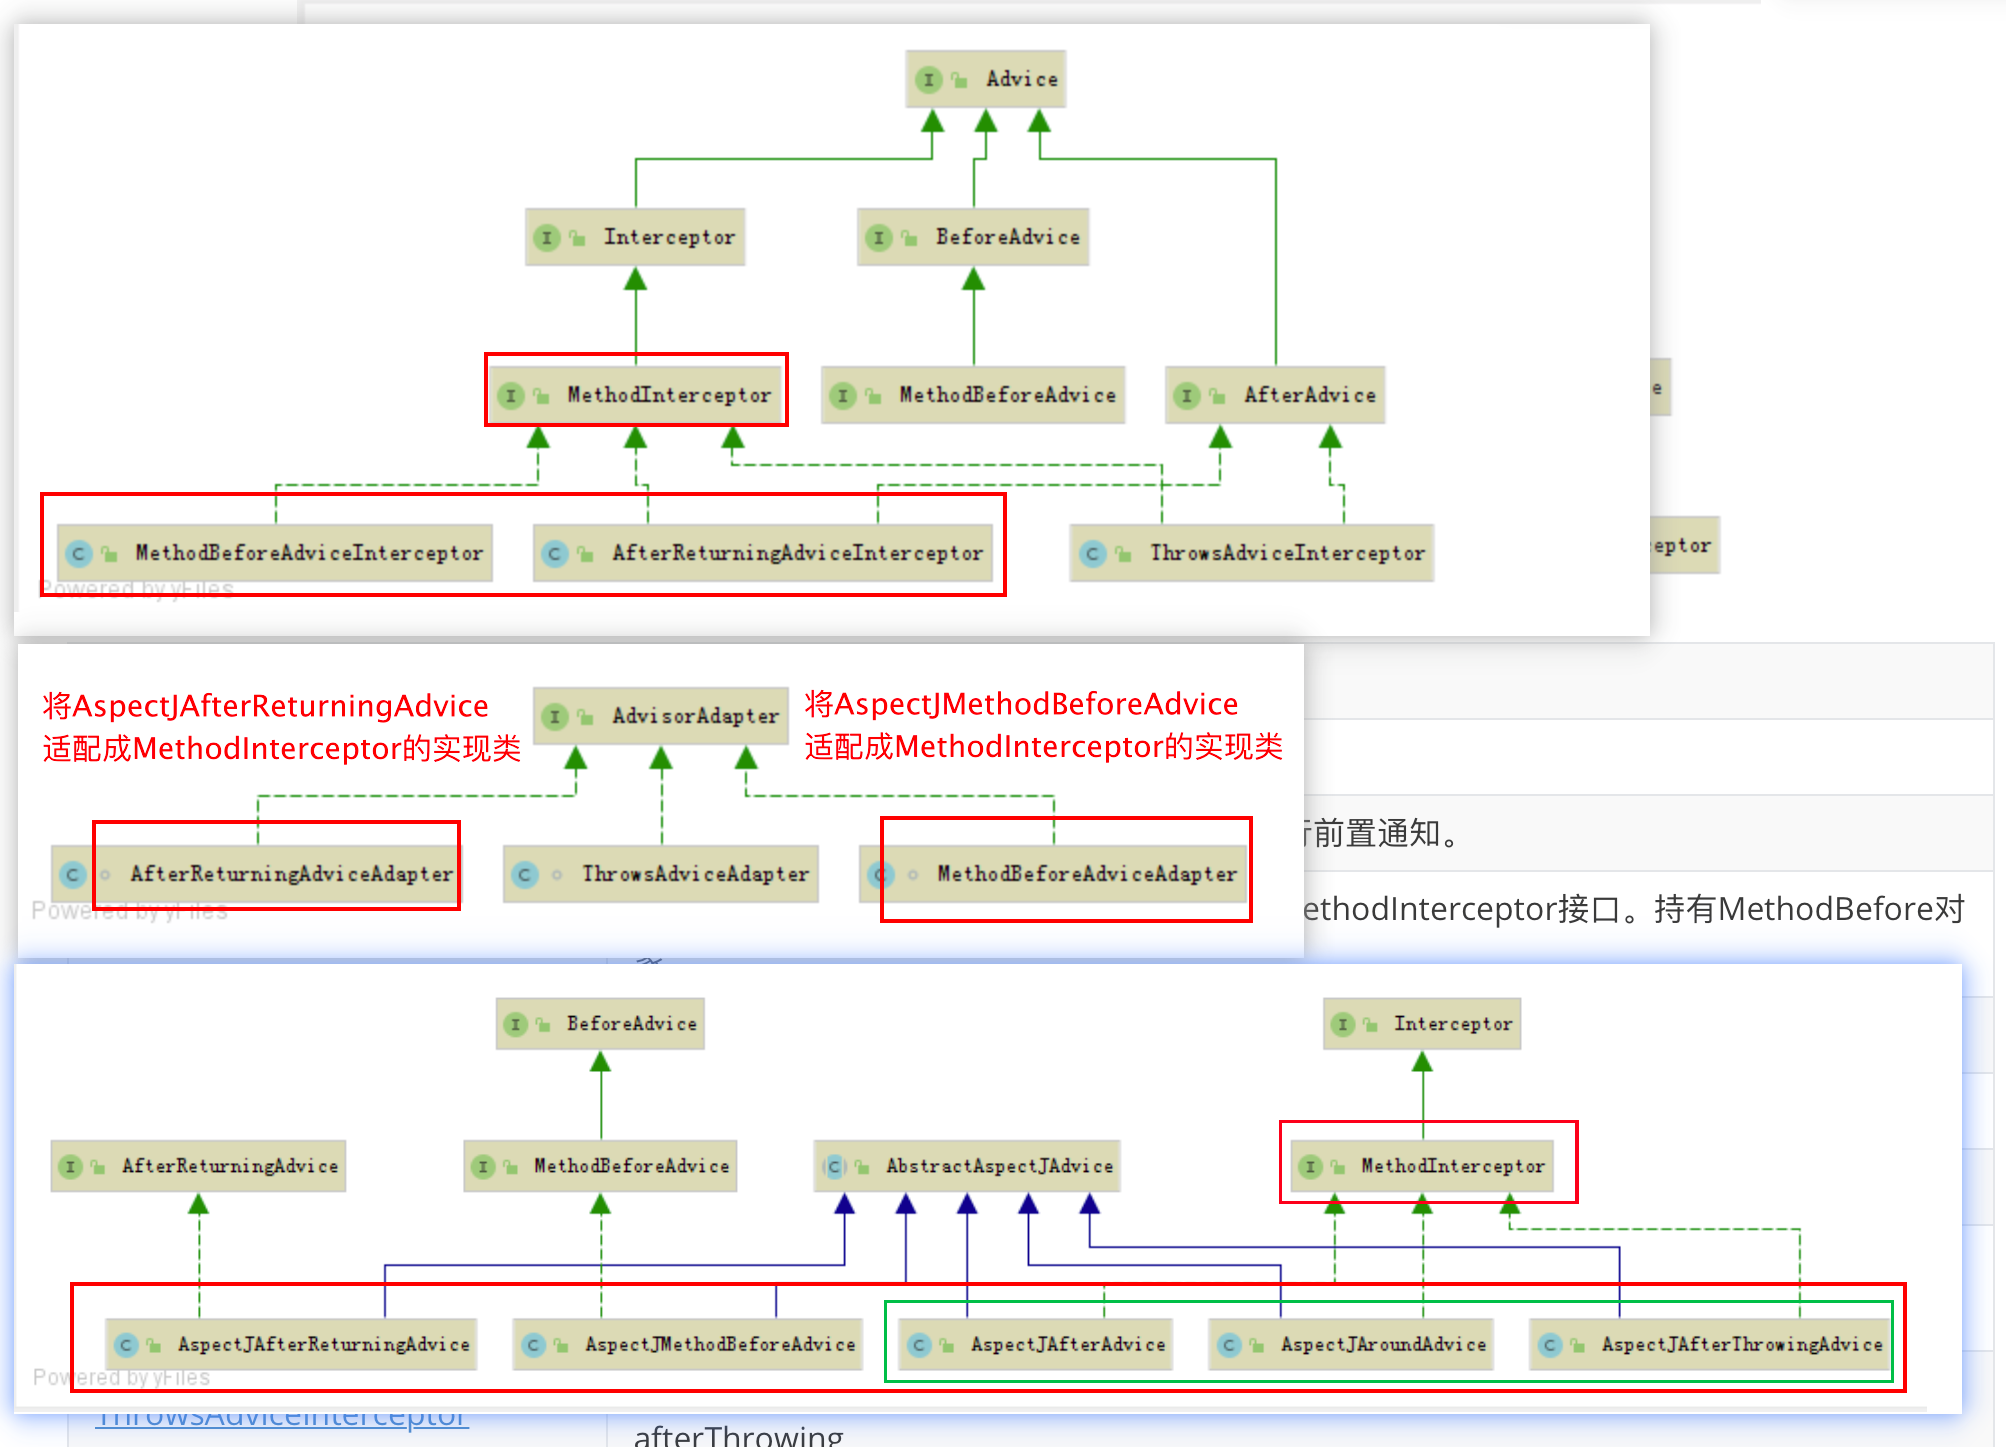 Advice
Interceptor
BeforeAdvice
MethodInterceptor
MethodBeforeAdvice
AfterAdvice
e
MethodBeforeAdviceInterceptor
AfterReturningAdviceInterceptor
ThrowsAdviceInterceptor
ceptor
Powered by yFiles
将AspectJAfterReturningAdvice
适配成MethodInterceptor的实现类
AdvisorAdapter
将AspectJMethodBeforeAdvice
适配成MethodInterceptor的实现类
行前置通知。
AfterReturningAdviceAdapter
ThrowsAdviceAdapter
MethodBeforeAdviceAdapter
Powered by yFiles
ethodInterceptor接口。持有MethodBefore对
BeforeAdvice
Interceptor
AfterReturningAdvice
MethodBeforeAdvice
AbstractAspectJAdvice
MethodInterceptor
AspectJAfterReturningAdvice
AspectJMethodBeforeAdvice
AspectJAfterAdvice
AspectJAroundAdvice
AspectJAfterThrowingAdvice
Powered by yFiles
ThrowsAdviceInterceptor
afterThrowing